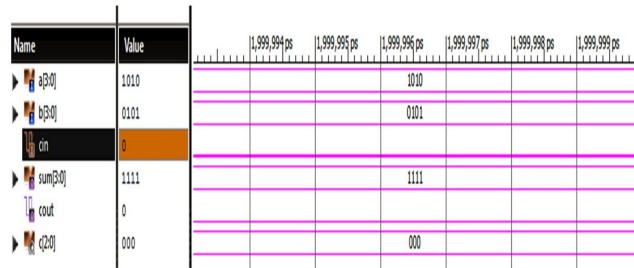 Name Value 1,999,994 ps 1,999,995 ps 1,999,996 ps 1,999,997 ps 1,999,998 ps 1,999,999 ps
a[3:0] 1010 1010
b[3:0] 0101 0101
cin 0
sum[3:0] 1111 1111
cout 0
c[2:0] 000 000